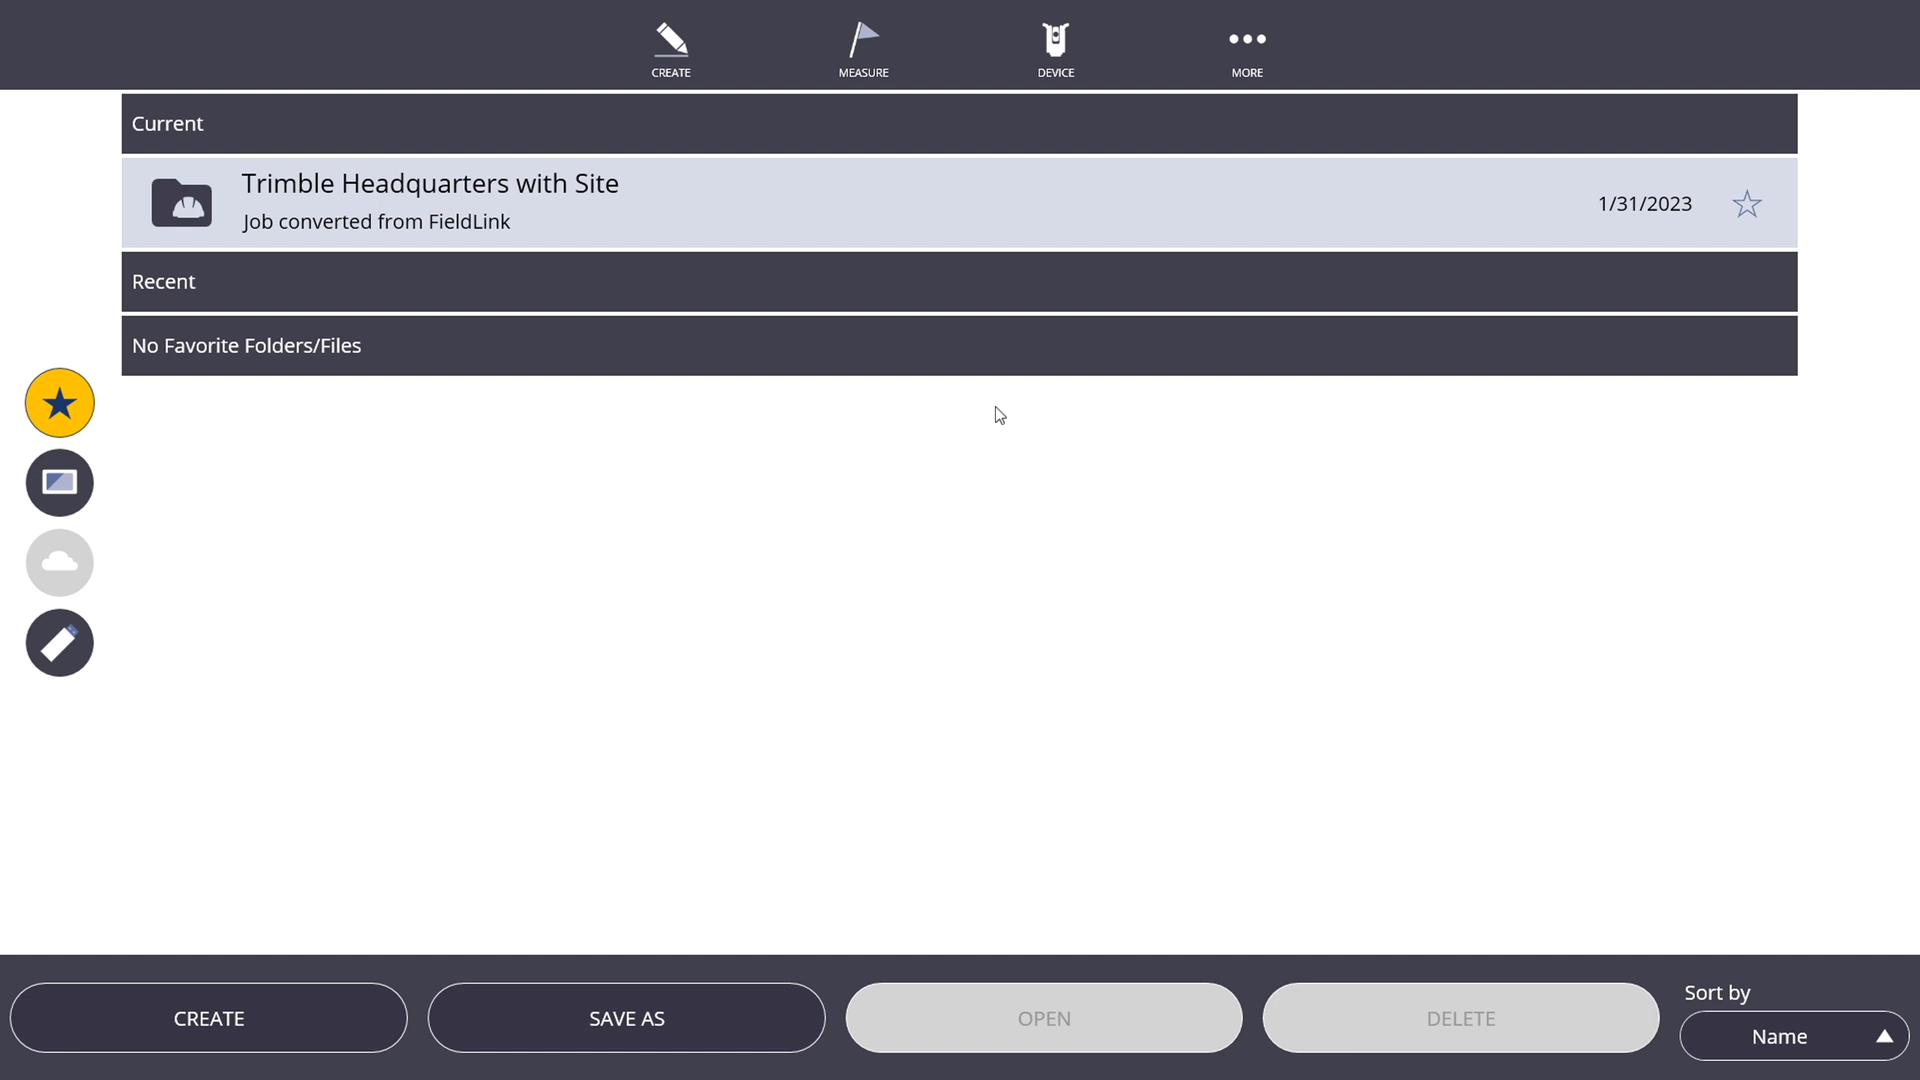 CREATE
MEASURE
DEVICE
MORE
Current
Trimble Headquarters with Site
Job converted from FieldLink
1/31/2023
Recent
No Favorite Folders/Files
CREATE
SAVE AS
OPEN
DELETE
Sort by
Name